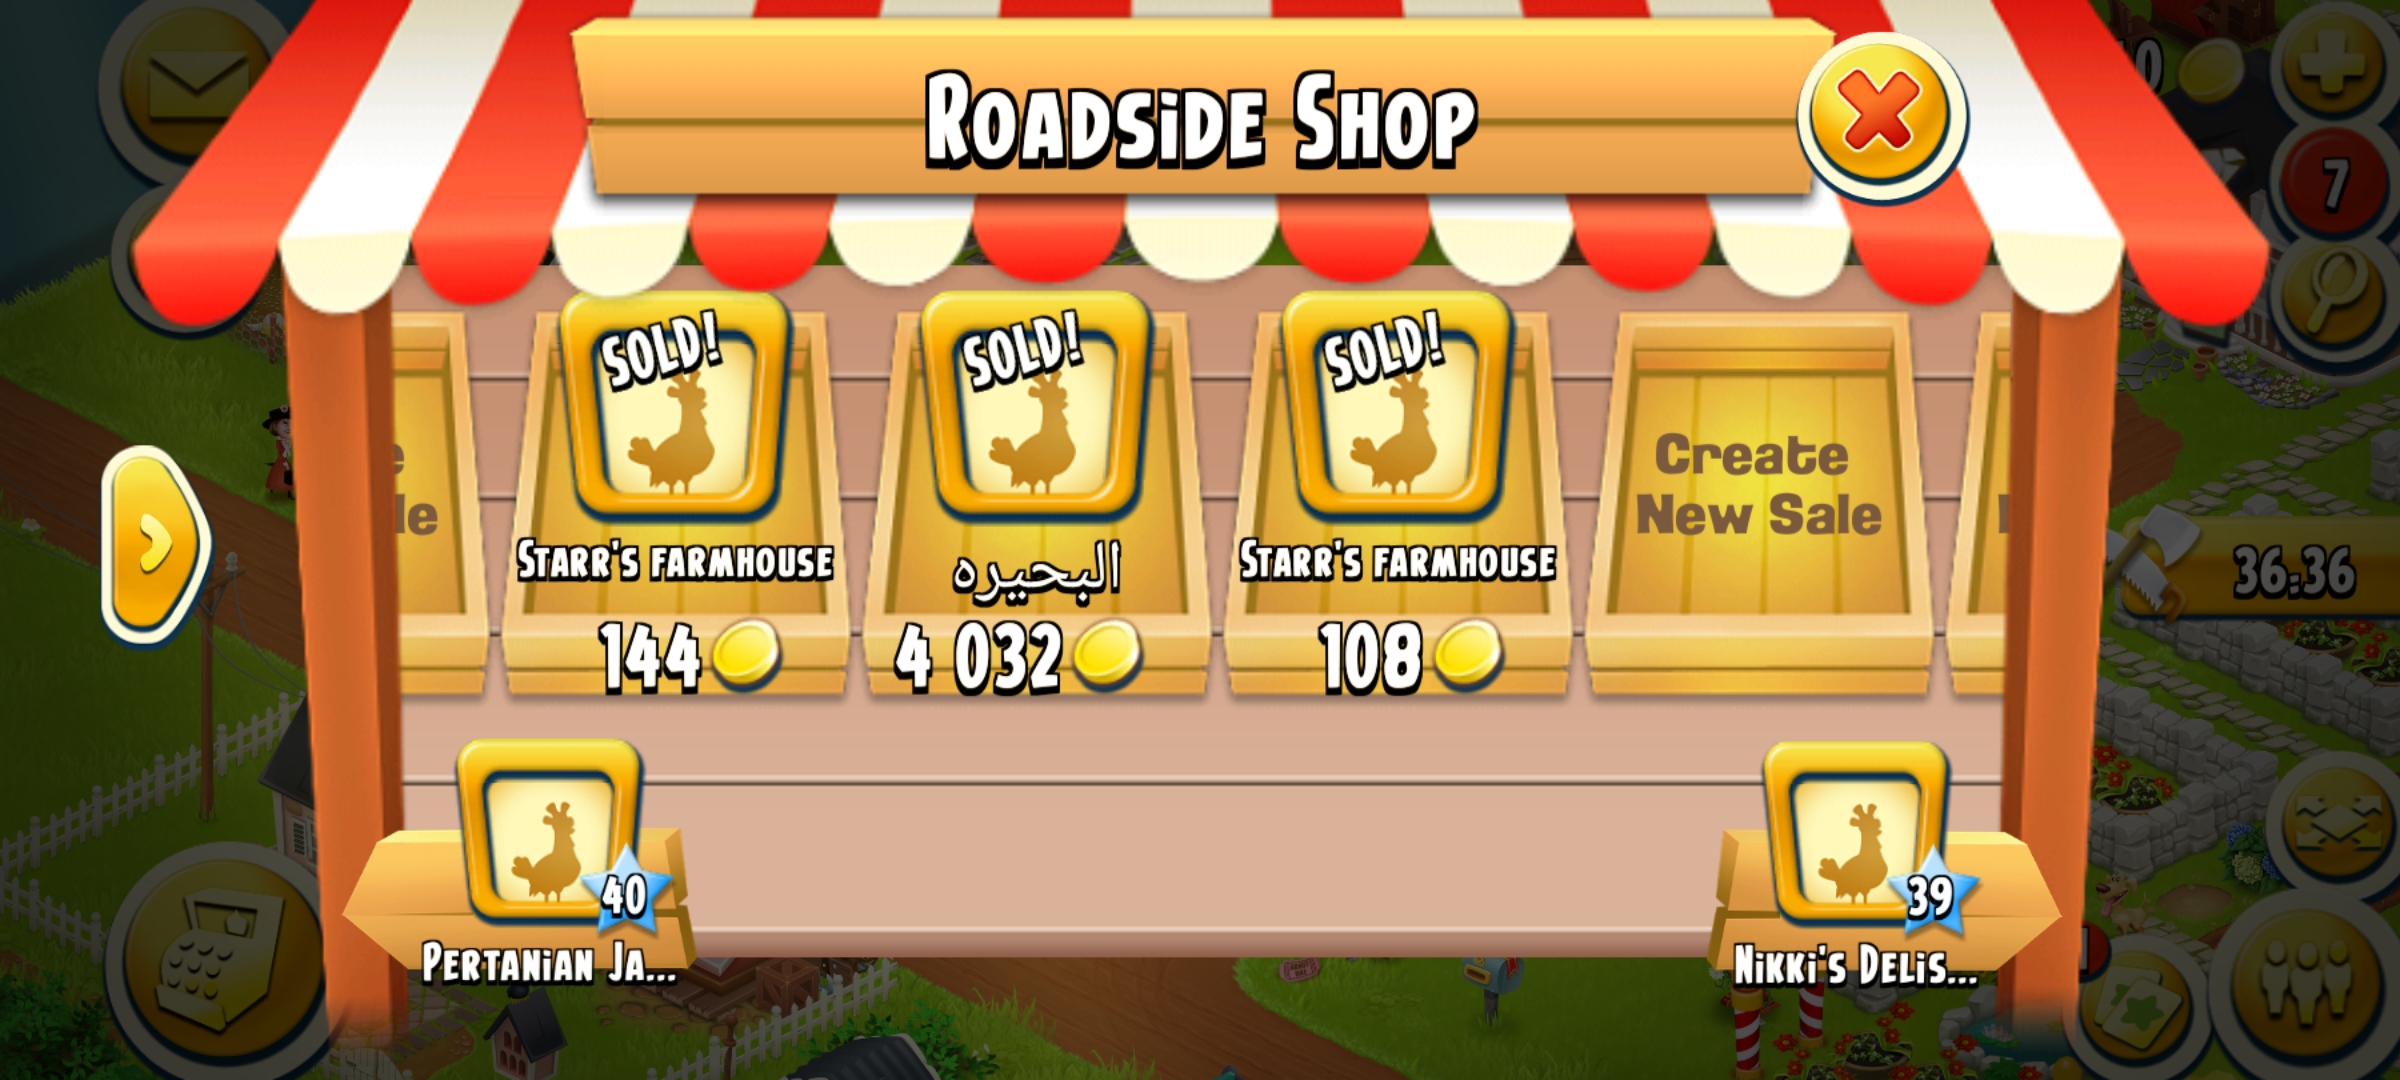 Roadside Shop
7
SOLD!
SOLD!
SOLD!
Create
New Sale
Starr's farmhouse
البحيره
Starr's farmhouse
36:36
144
4 032
108
40
39
Pertanian Ja...
Nikki's Delis...